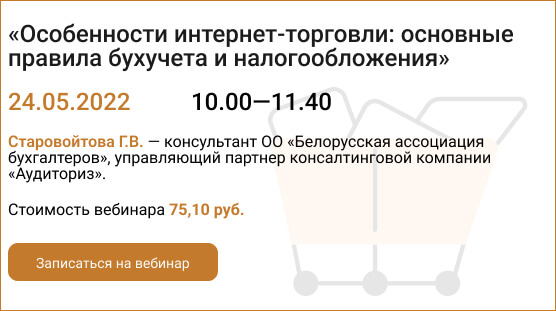 «Особенности интернет-торговли: основные
правила бухучета и налогообложения»
24.05.2022 10.00—11.40
Старовойтова Г.В. — консультант ОО «Белорусская ассоциация
бухгалтеров», управляющий партнер консалтинговой компании
«Аудиториз».
Стоимость вебинара 75,10 руб.
Записаться на вебинар